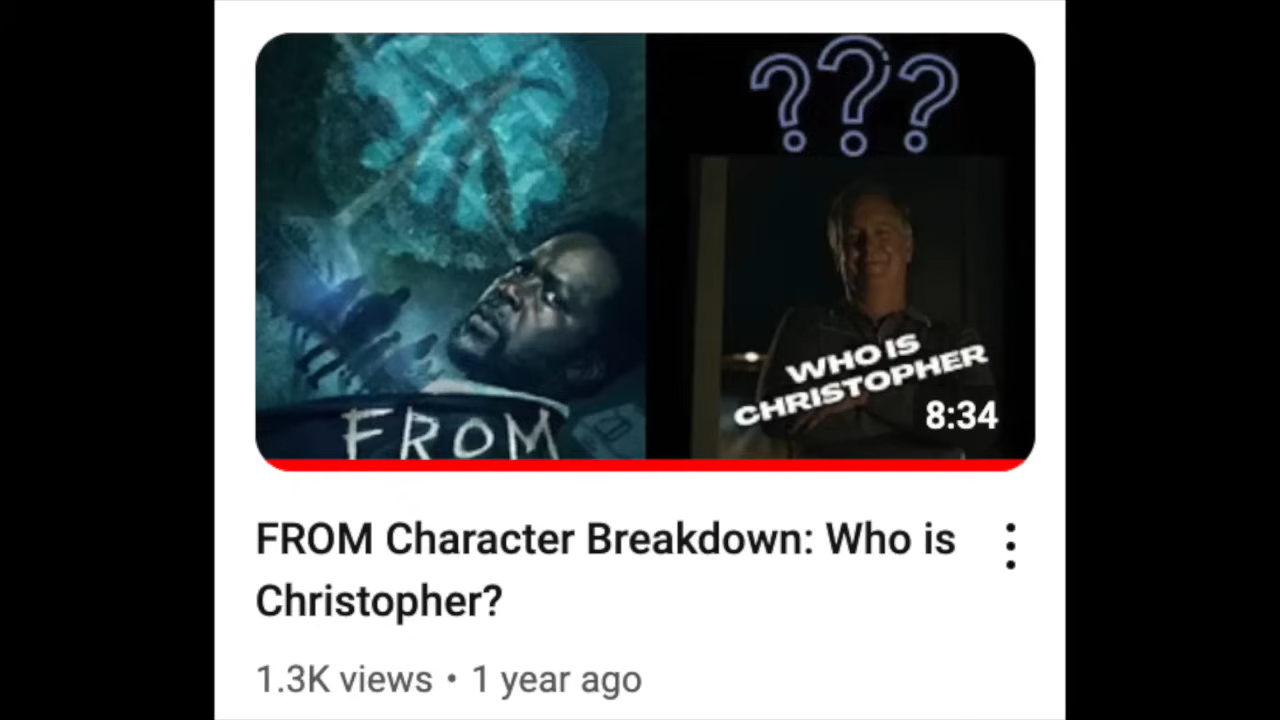 ???
FROM
WHO IS
CHRISTOPHER
8:34
FROM Character Breakdown: Who is
Christopher?
1.3K views • 1 year ago